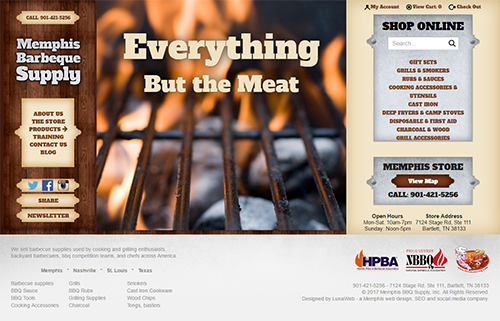 CALL 901-421-5256
Memphis
Barbeque
Supply
ABOUT US
THE STORE
PRODUCTS
TRAINING
CONTACT US
BLOG
SHARE
NEWSLETTER
Everything
But the Meat
My Account View Cart: 0 Check Out
SHOP ONLINE
Search...
GIFT SETS
GRILLS & SMOKERS
RUBS & SAUCES
COOKING ACCESSORIES &
UTENSILS
CAST IRON
DEEP FRYERS & CAMP STOVES
DISPOSABLE & FIRST AID
CHARCOAL & WOOD
GRILL ACCESSORIES
MEMPHIS STORE
View Map
CALL: 901-421-5256
Open Hours
Mon-Sat: 10am-7pm
Sunday: Noon-5pm
Store Address
7124 Stage Rd, Ste 111
Bartlett, TN 38133
We sell barbecue supplies used by cooking and grilling enthusiasts,
backyard barbecuers, bbq competition teams, and chefs across America.
Memphis ~ Nashville ~ St. Louis ~ Texas
Barbecue supplies
BBQ Sauce
BBQ Tools
Cooking Accessories
Grills
BBQ Rubs
Grilling Supplies
Charcoal
Smokers
Cast Iron Cookware
Wood Chips
Tongs, basters
HPBA
NBBQA
901-421-5256 - 7124 Stage Rd, Ste 111, Bartlett, TN 38133
© 2017 Memphis BBQ Supply, Inc. All Rights Reserved
Designed by LunaWeb - a Memphis web design, SEO and social media company